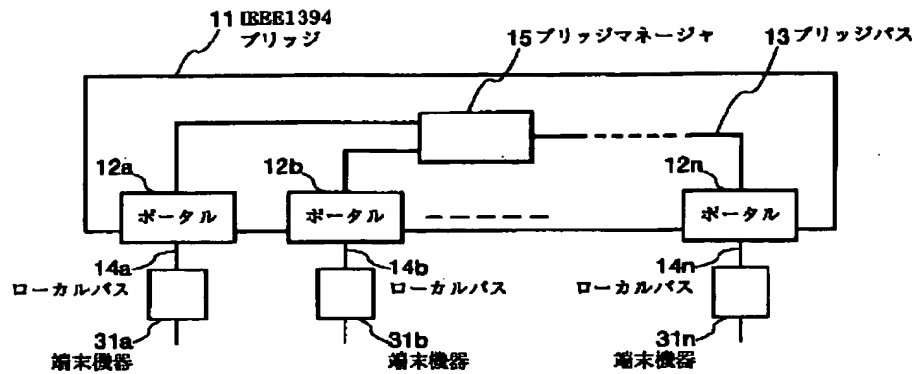 11 IEEE1394
ブリッジ
15 ブリッジマネージャ
13 ブリッジバス
12a
12b
12n
ポータル
ポータル
ポータル
14a
ローカルバス
14b
ローカルバス
14n
ローカルバス
31a
端末機器
31b
端末機器
31n
端末機器